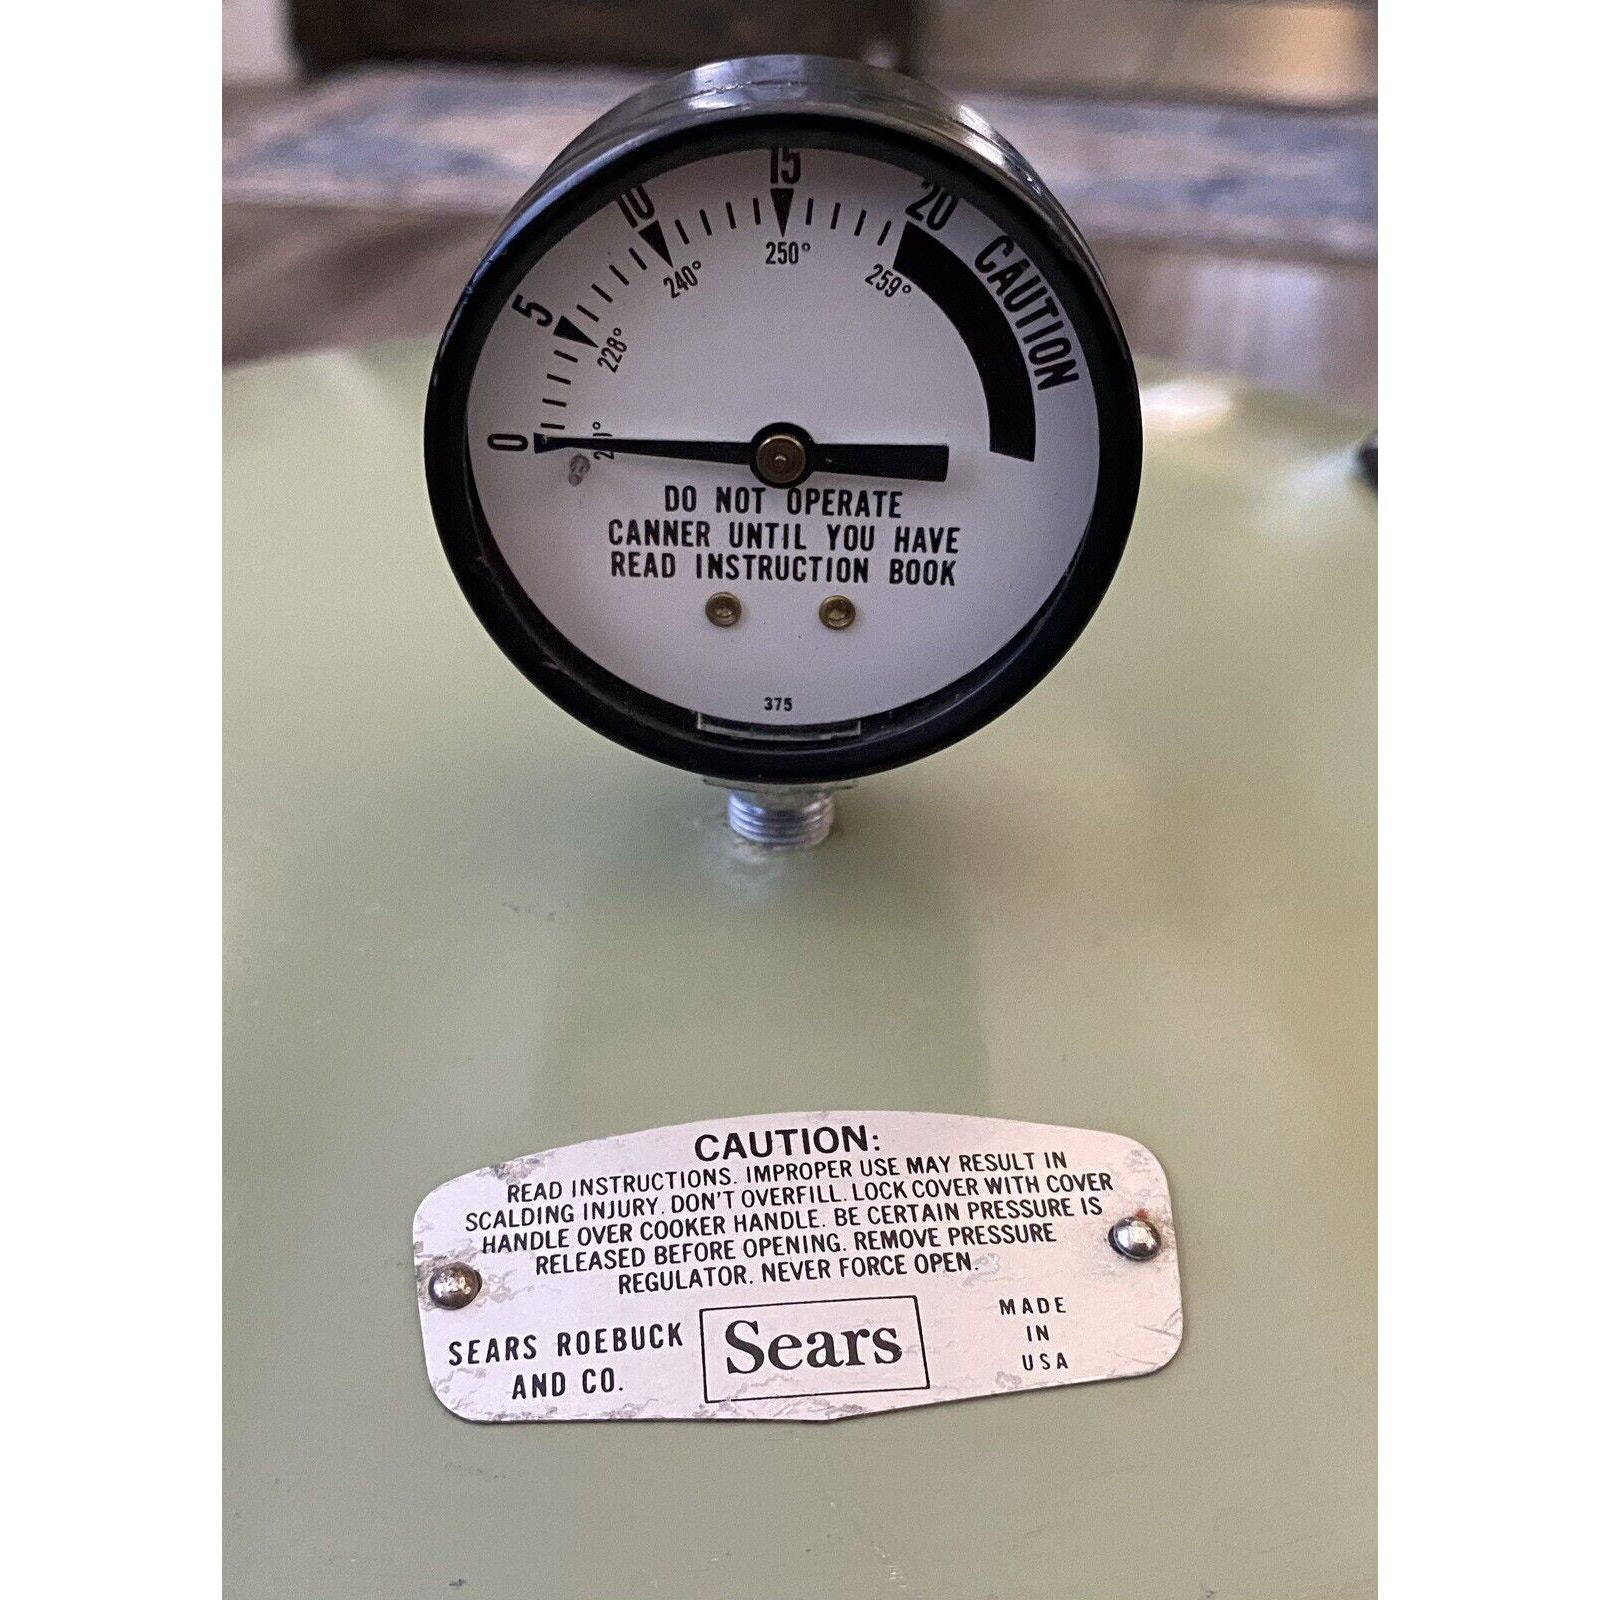 15
10
20
5
0
CAUTION
250°
240°
259°
228°
DO NOT OPERATE
CANNER UNTIL YOU HAVE
READ INSTRUCTION BOOK
375
CAUTION:
READ INSTRUCTIONS. IMPROPER USE MAY RESULT IN
SCALDING INJURY. DON'T OVERFILL. LOCK COVER WITH COVER
HANDLE OVER COOKER HANDLE. BE CERTAIN PRESSURE IS
RELEASED BEFORE OPENING. REMOVE PRESSURE
REGULATOR. NEVER FORCE OPEN.
SEARS ROEBUCK
AND CO.
Sears
MADE
IN
USA